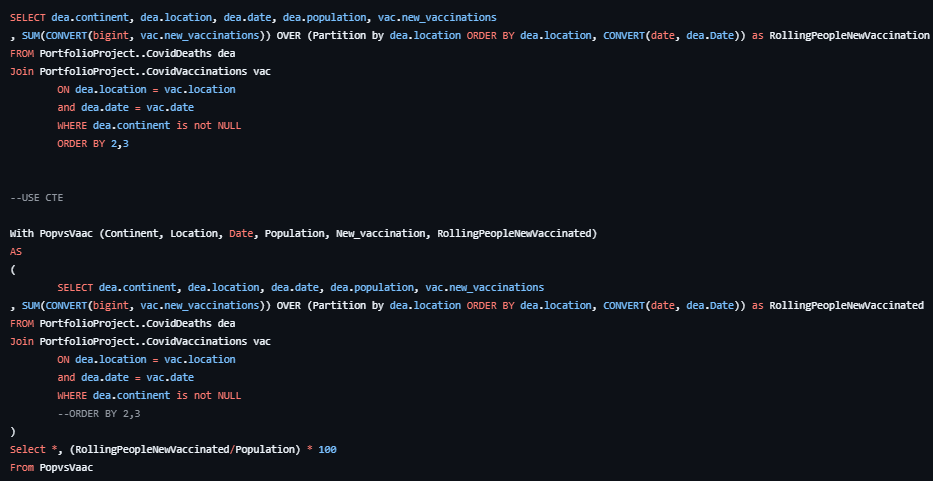 SELECT dea.continent, dea.location, dea.date, dea.population, vac.new_vaccinations
, SUM(CONVERT(bigint, vac.new_vaccinations)) OVER (Partition by dea.location ORDER BY dea.location, CONVERT(date, dea.Date)) as RollingPeopleNewVaccination
FROM PortfolioProject..CovidDeaths dea
Join PortfolioProject..CovidVaccinations vac
ON dea.location = vac.location
and dea.date = vac.date
WHERE dea.continent is not NULL
ORDER BY 2,3
--USE CTE
With PopvsVaac (Continent, Location, Date, Population, New_vaccination, RollingPeopleNewVaccinated)
AS
(
SELECT dea.continent, dea.location, dea.date, dea.population, vac.new_vaccinations
, SUM(CONVERT(bigint, vac.new_vaccinations)) OVER (Partition by dea.location ORDER BY dea.location, CONVERT(date, dea.Date)) as RollingPeopleNewVaccinated
FROM PortfolioProject..CovidDeaths dea
Join PortfolioProject..CovidVaccinations vac
ON dea.location = vac.location
and dea.date = vac.date
WHERE dea.continent is not NULL
--ORDER BY 2,3
)
Select *, (RollingPeopleNewVaccinated/Population) * 100
From PopvsVaac